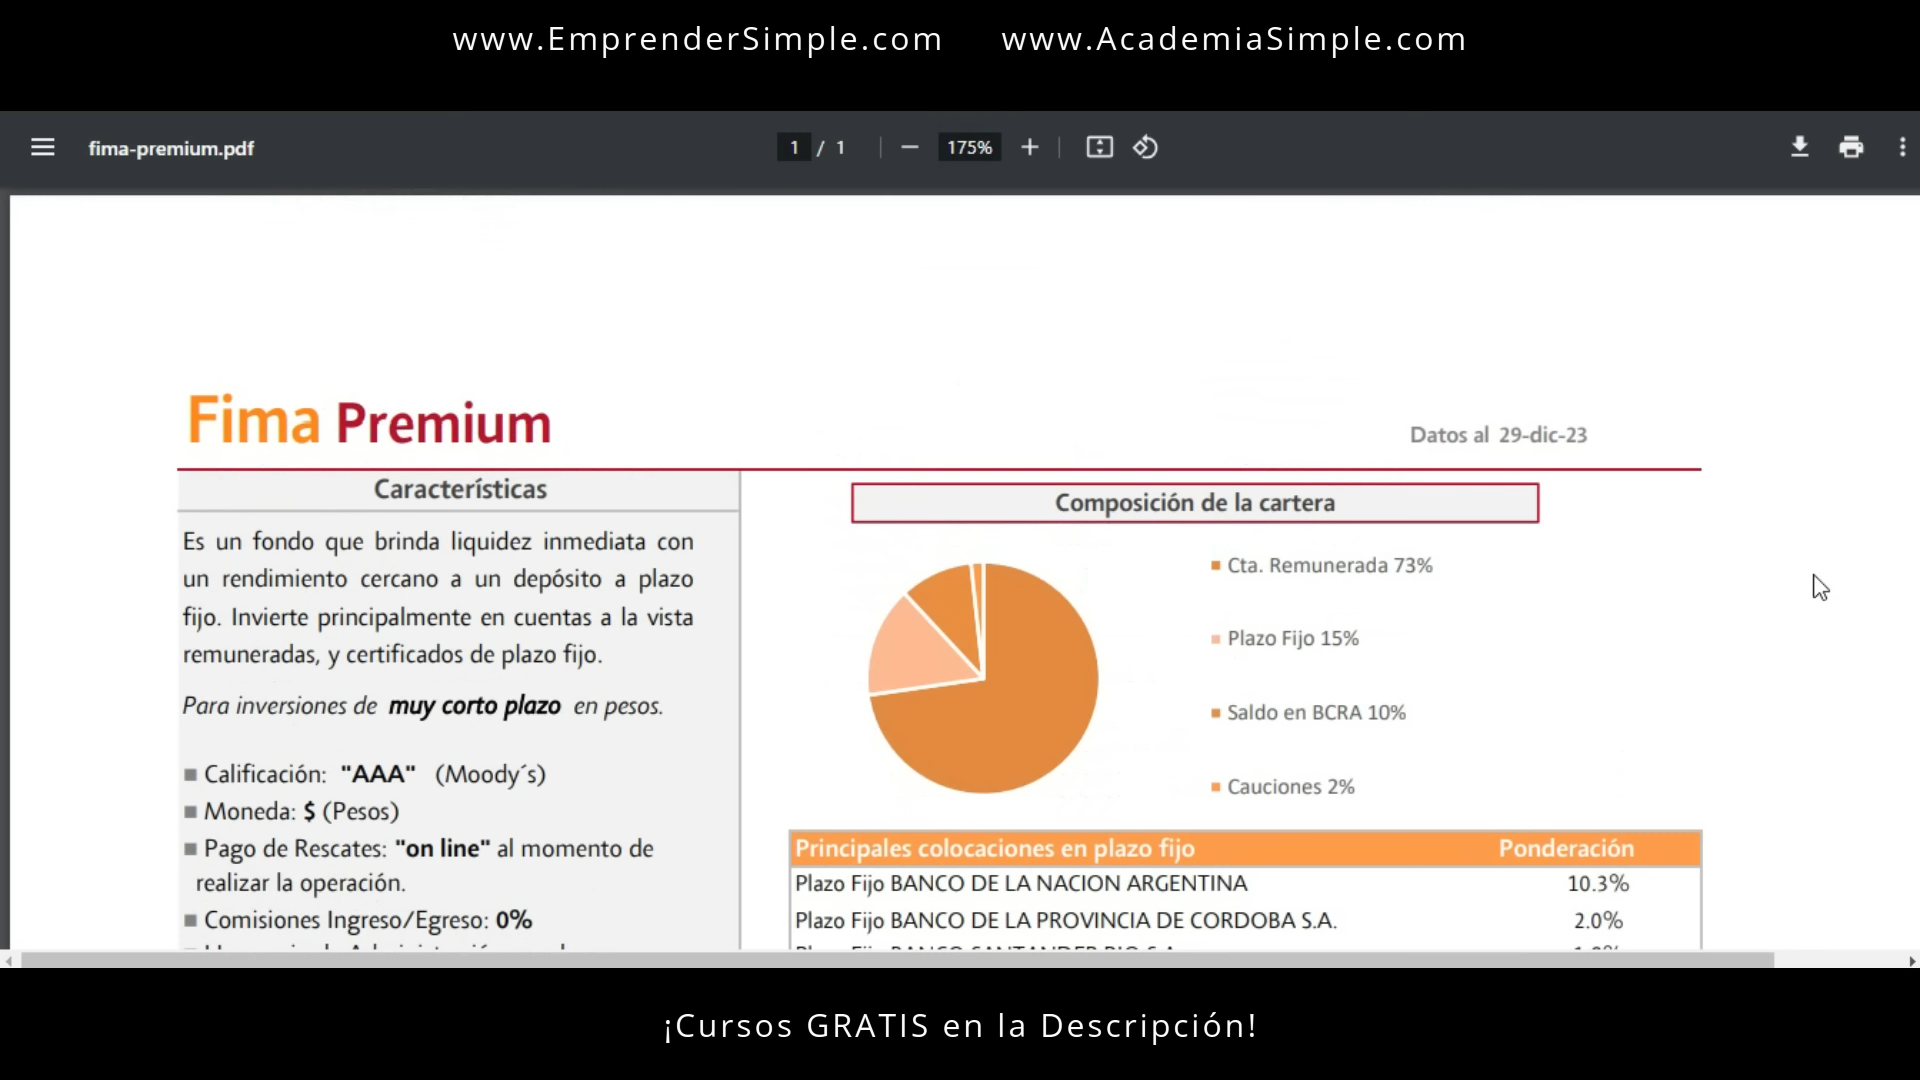 www.EmprenderSimple.com www.AcademiaSimple.com
fima-premium.pdf
1 / 1
175%
Fima Premium
Datos al 29-dic-23
Características
Es un fondo que brinda liquidez inmediata con
un rendimiento cercano a un depósito a plazo
fijo. Invierte principalmente en cuentas a la vista
remuneradas, y certificados de plazo fijo.
Para inversiones de muy corto plazo en pesos.
Calificación: "AAA" (Moody´s)
Moneda: $ (Pesos)
Pago de Rescates: "on line" al momento de
realizar la operación.
Comisiones Ingreso/Egreso: 0%
Composición de la cartera
Cta. Remunerada 73%
Plazo Fijo 15%
Saldo en BCRA 10%
Cauciones 2%
Principales colocaciones en plazo fijo Ponderación
Plazo Fijo BANCO DE LA NACION ARGENTINA 10.3%
Plazo Fijo BANCO DE LA PROVINCIA DE CORDOBA S.A. 2.0%
¡Cursos GRATIS en la Descripción!